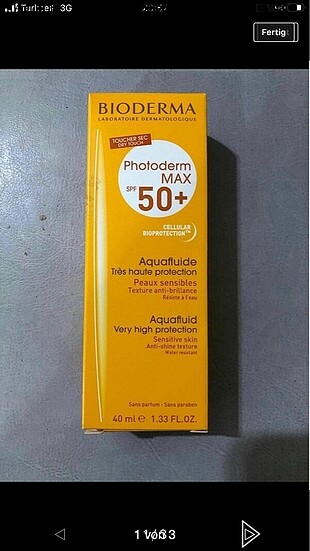 3G
Fertig
BIODERMA
LABORATOIRE DERMATOLOGIQUE
TOUCHER SEC
DRY TOUCH
Photoderm
MAX
SPF 50+
CELLULAR
BIOPROTECTION™
Aquafluide
Très haute protection
Peaux sensibles
Texture anti-brillance
Résiste à l'eau
Aquafluid
Very high protection
Sensitive skin
Anti-shine texture
Water resistant
Sans parfum - Sans paraben
40 ml e 1.33 FL.OZ.